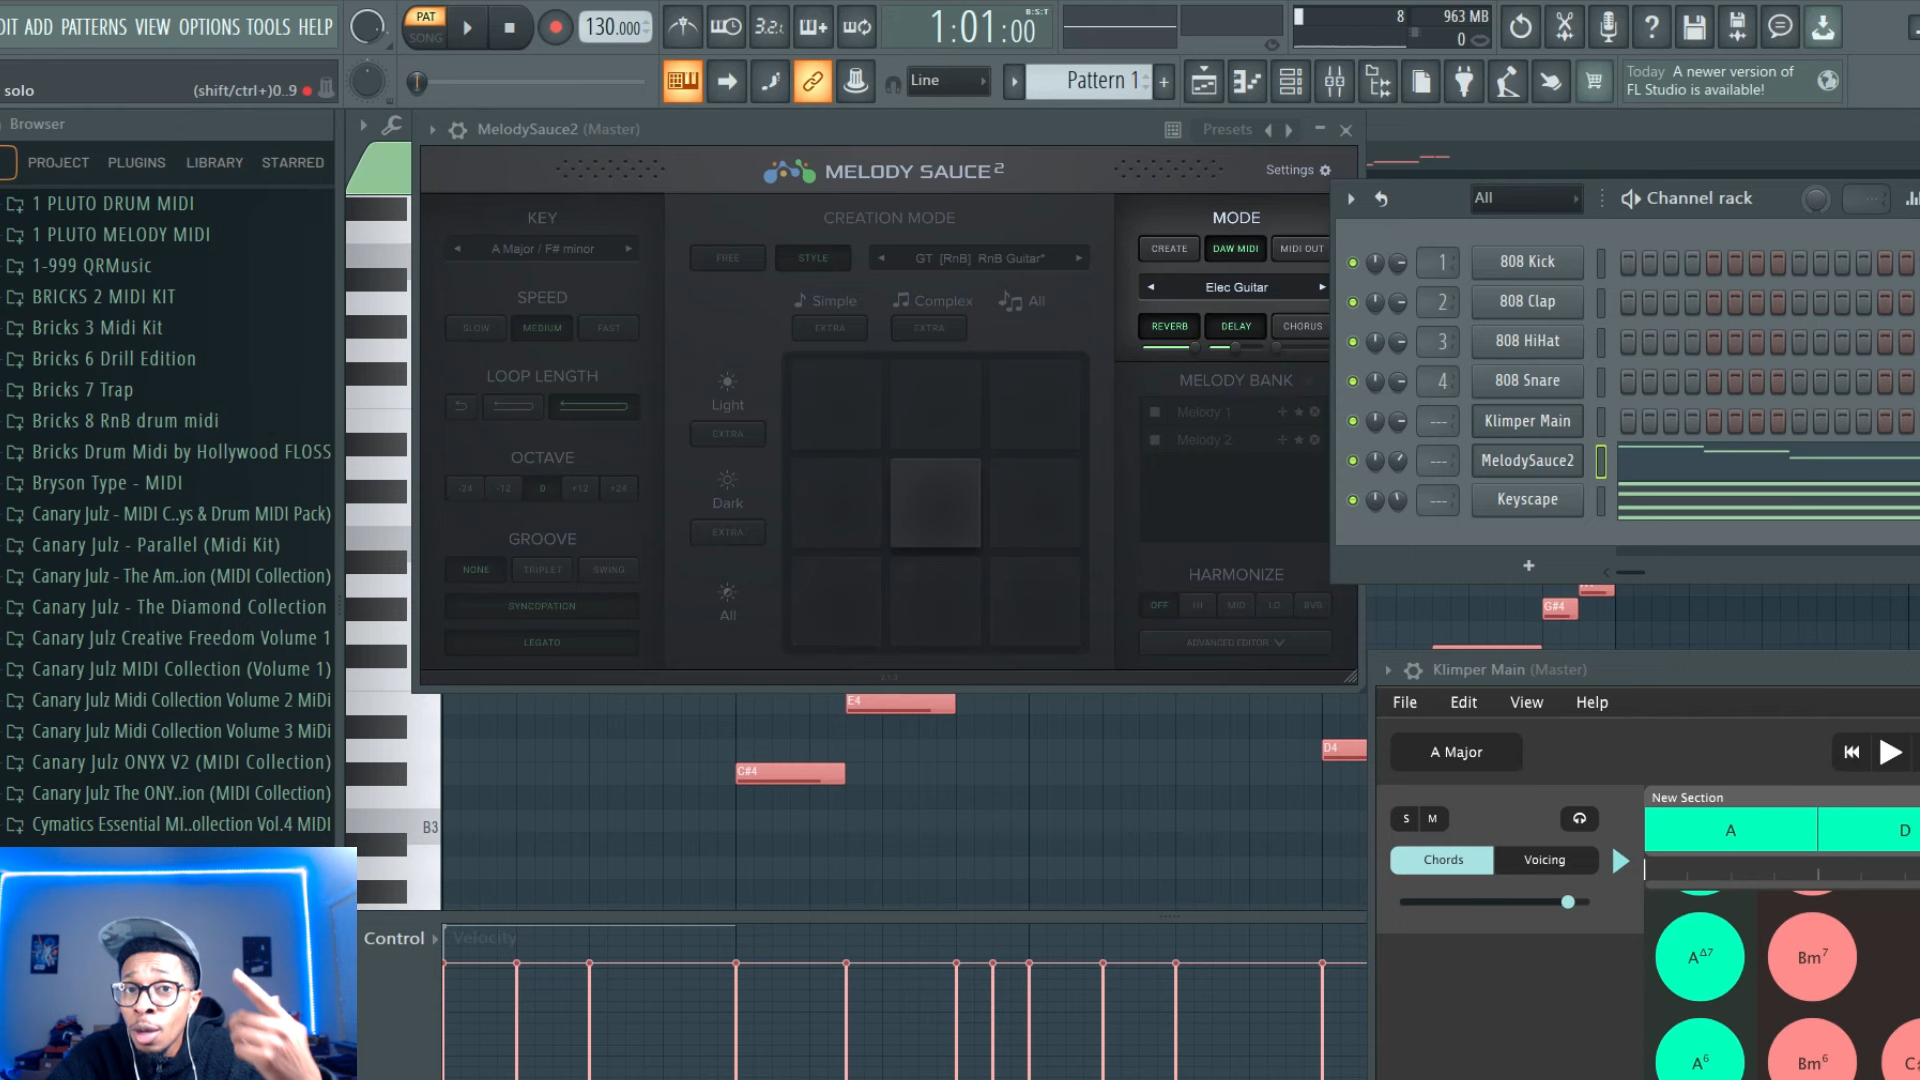 DIT ADD PATTERNS VIEW OPTIONS TOOLS HELP
PAT
SONG
130.000
3.2.
1:01:00
B:S:T
8
963 MB
0
solo
(shift/ctrl+)0..9
Line
Pattern 1
+
Today A newer version of
FL Studio is available!
Browser
PROJECT PLUGINS LIBRARY STARRED
1 PLUTO DRUM MIDI
1 PLUTO MELODY MIDI
1-999 QRMusic
BRICKS 2 MIDI KIT
Bricks 3 Midi Kit
Bricks 6 Drill Edition
Bricks 7 Trap
Bricks 8 RnB drum midi
Bricks Drum Midi by Hollywood FLOSS
Bryson Type - MIDI
Canary Julz - MIDI C..ys & Drum MIDI Pack)
Canary Julz - Parallel (Midi Kit)
Canary Julz - The Am..ion (MIDI Collection)
Canary Julz - The Diamond Collection
Canary Julz Creative Freedom Volume 1
Canary Julz MIDI Collection (Volume 1)
Canary Julz Midi Collection Volume 2 MiDi
Canary Julz Midi Collection Volume 3 MiDi
Canary Julz ONYX V2 (MIDI Collection)
Canary Julz The ONY..ion (MIDI Collection)
Cymatics Essential MI..ollection Vol.4 MIDI
MelodySauce2 (Master)
Presets
MELODY SAUCE2
Settings
KEY
A Major / F# minor
SPEED
SLOW MEDIUM FAST
LOOP LENGTH
OCTAVE
-24 -12 0 +12 +24
GROOVE
NONE TRIPLET SWING
SYNCOPATION
LEGATO
CREATION MODE
FREE STYLE GT [RnB] RnB Guitar*
Simple Complex All
EXTRA EXTRA
Light
EXTRA
Dark
EXTRA
All
MODE
CREATE DAW MIDI MIDI OUT
Elec Guitar
REVERB DELAY CHORUS
MELODY BANK
Melody 1
Melody 2
HARMONIZE
OFF HI MID LO 8VB
ADVANCED EDITOR
2.1.3
All
Channel rack
1 808 Kick
2 808 Clap
3 808 HiHat
4 808 Snare
--- Klimper Main
--- MelodySauce2
--- Keyscape
+
G#4
E4
C#4
D4
B3
Control Velocity
Klimper Main (Master)
File Edit View Help
A Major
S M
Chords Voicing
New Section
A D
AΔ7 Bm7
A6 Bm6